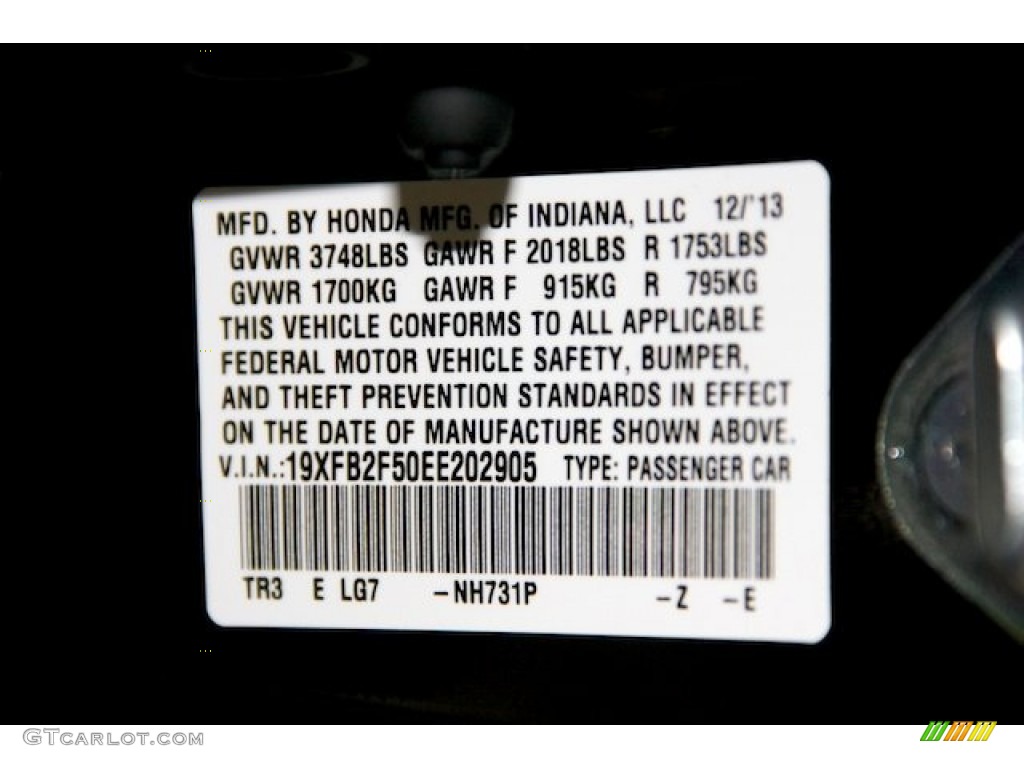 MFD. BY HONDA MFG. OF INDIANA, LLC 12/'13
GVWR 3748LBS GAWR F 2018LBS R 1753LBS
GVWR 1700KG GAWR F 915KG R 795KG
THIS VEHICLE CONFORMS TO ALL APPLICABLE
FEDERAL MOTOR VEHICLE SAFETY, BUMPER,
AND THEFT PREVENTION STANDARDS IN EFFECT
ON THE DATE OF MANUFACTURE SHOWN ABOVE.
V.I.N.:19XFB2F50EE202905 TYPE: PASSENGER CAR
TR3 E LG7 -NH731P -Z -E
GTCARLOT.COM